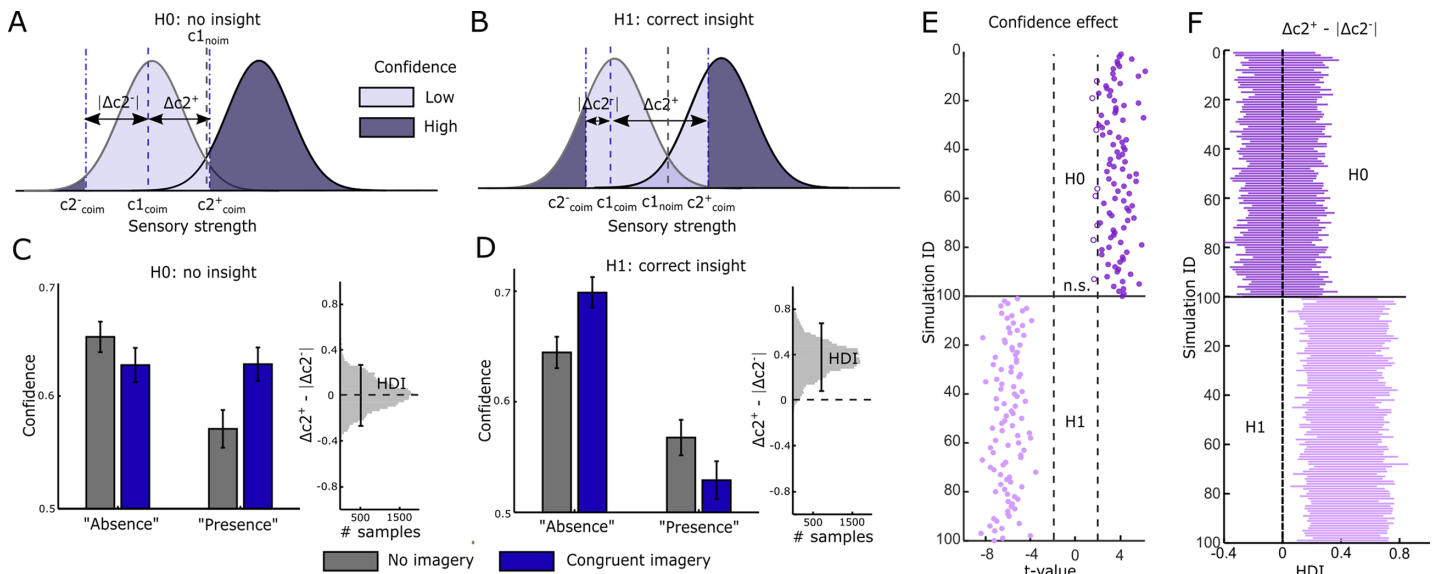 A
H0: no insight
c1noim
Confidence
Low
High
|Δc2-|
Δc2+
c2-coim
c1coim
c2+coim
Sensory strength
B
H1: correct insight
|Δc2-|
Δc2+
c2-coim
c1coim
c1noim
c2+coim
Sensory strength
C
H0: no insight
0.7
0.6
0.5
Confidence
"Absence"
"Presence"
0.8
0.4
0
-0.4
-0.8
Δc2+ - |Δc2-|
HDI
500
1500
# samples
D
H1: correct insight
0.7
0.6
0.5
Confidence
"Absence"
"Presence"
0.8
0.4
0
-0.4
-0.8
Δc2+ - |Δc2-|
HDI
500
1500
# samples
No imagery
Congruent imagery
E
Confidence effect
0
20
40
60
80
100
20
40
60
80
100
Simulation ID
H0
n.s.
H1
-8
-4
0
4
t-value
F
Δc2+ - |Δc2-|
0
20
40
60
80
100
20
40
60
80
100
Simulation ID
H0
H1
-0.4
0
0.4
0.8
HDI